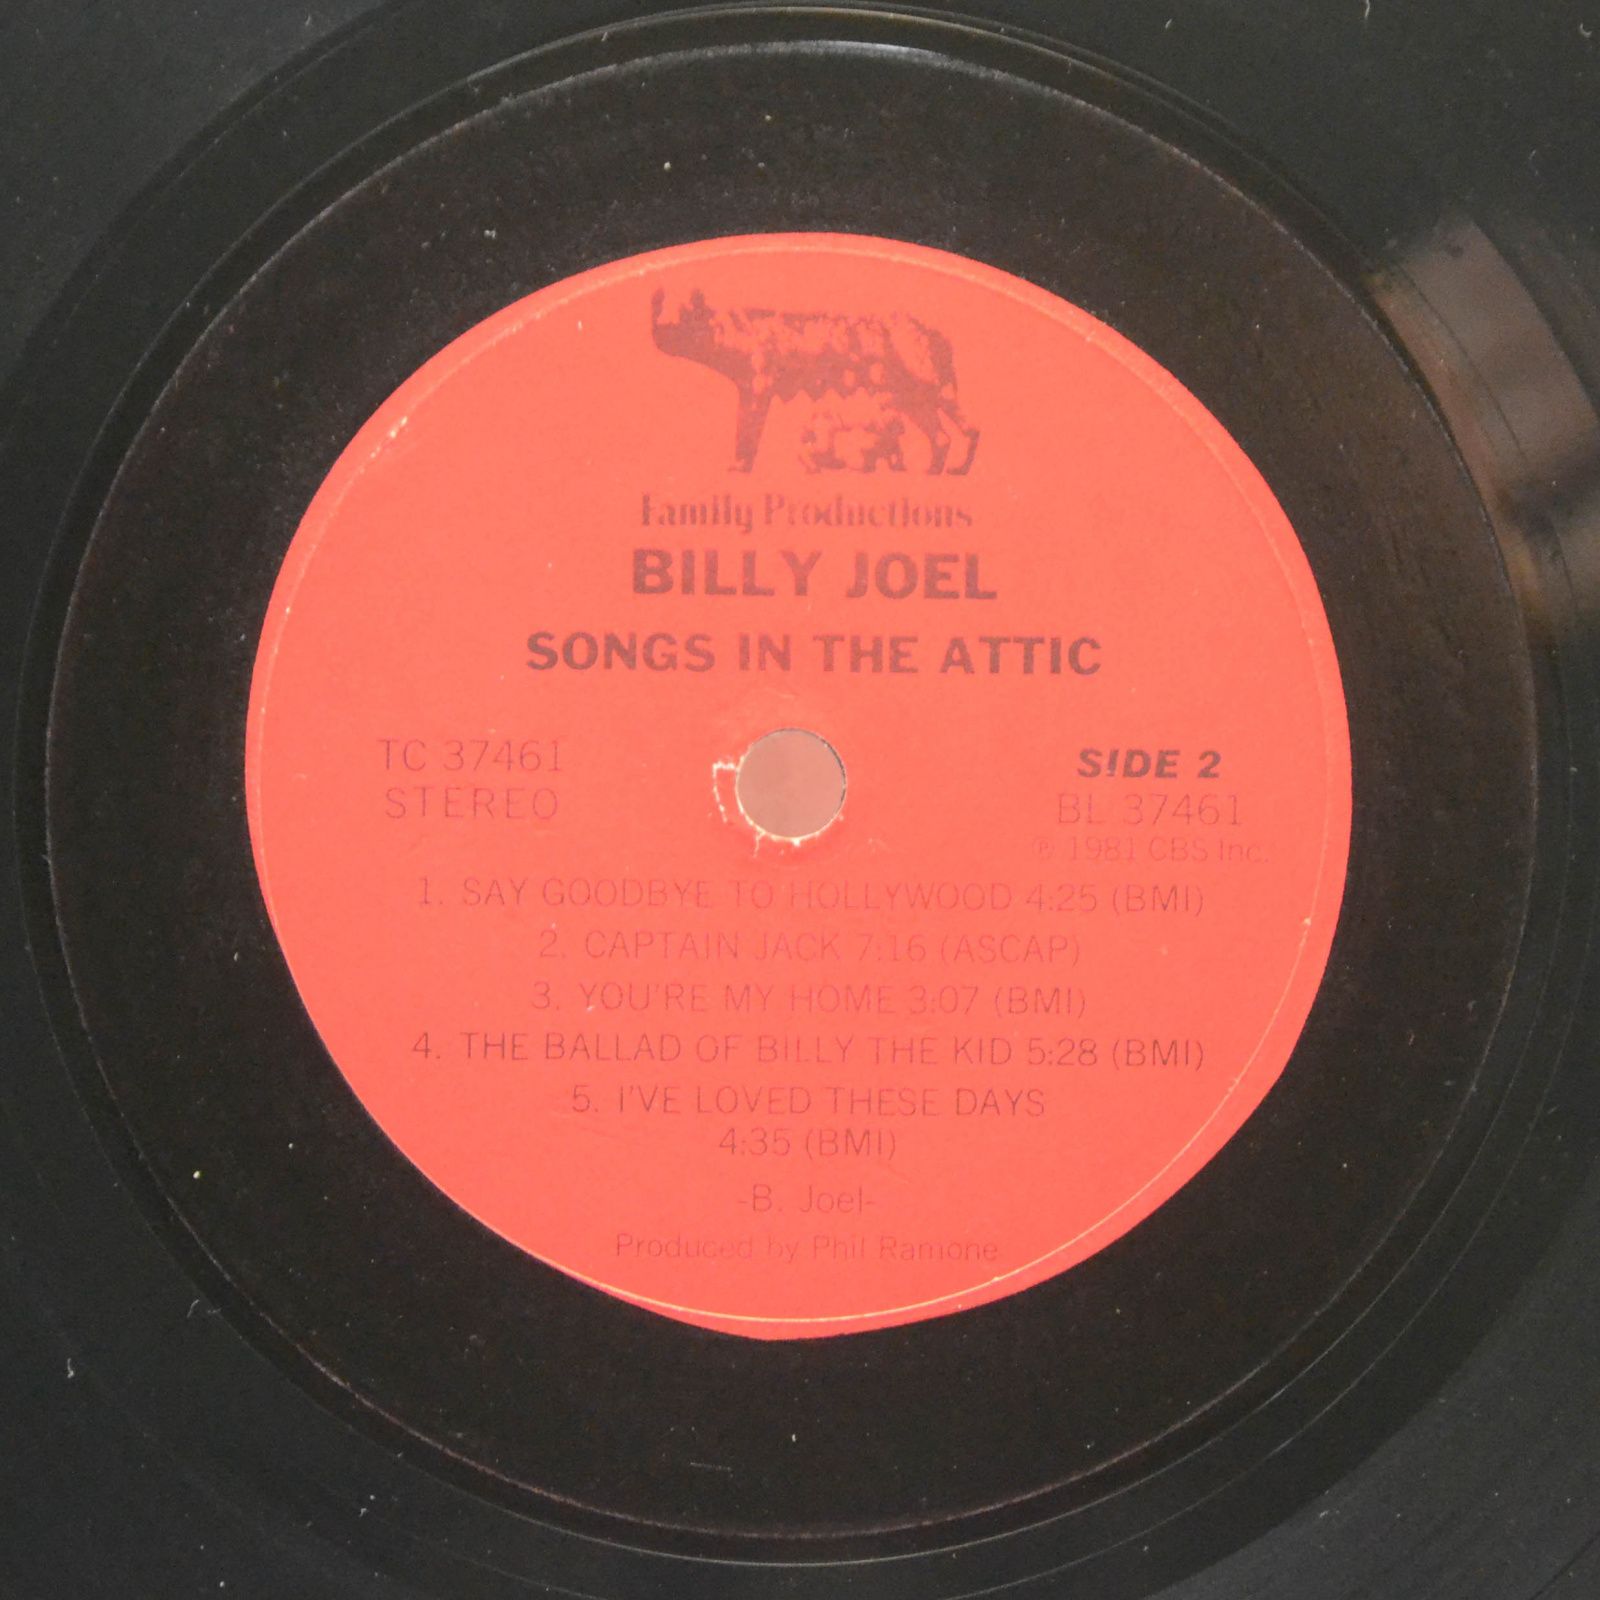 Family Productions
BILLY JOEL
SONGS IN THE ATTIC
TC 37461
STEREO
SIDE 2
BL 37461
℗ 1981 CBS Inc.
1. SAY GOODBYE TO HOLLYWOOD 4:25 (BMI)
2. CAPTAIN JACK 7:16 (ASCAP)
3. YOU'RE MY HOME 3:07 (BMI)
4. THE BALLAD OF BILLY THE KID 5:28 (BMI)
5. I'VE LOVED THESE DAYS
4:35 (BMI)
-B. Joel-
Produced by Phil Ramone